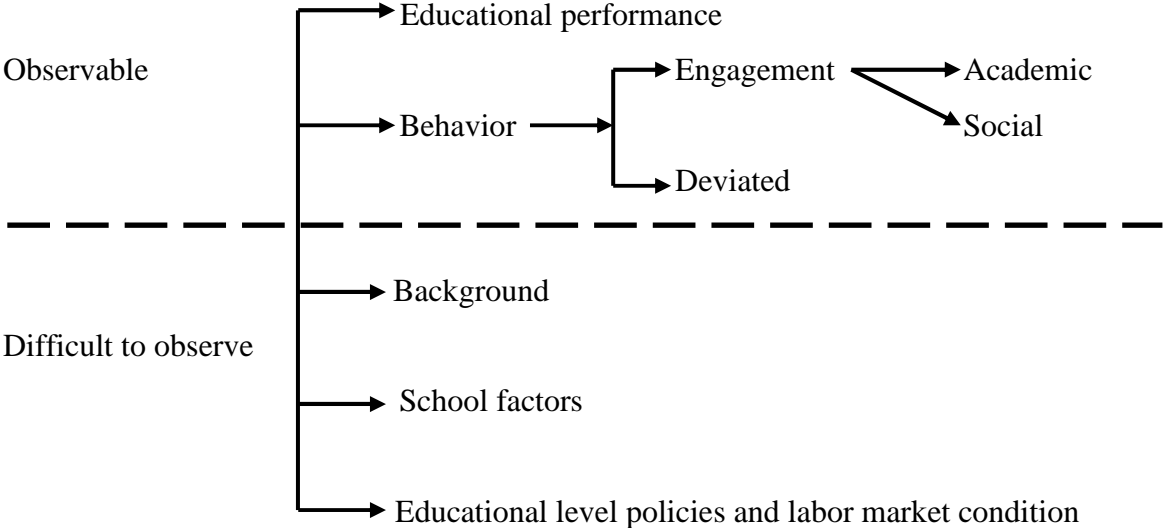 Educational performance
Observable
Engagement
Academic
Behavior
Social
Deviated
Background
Difficult to observe
School factors
Educational level policies and labor market condition